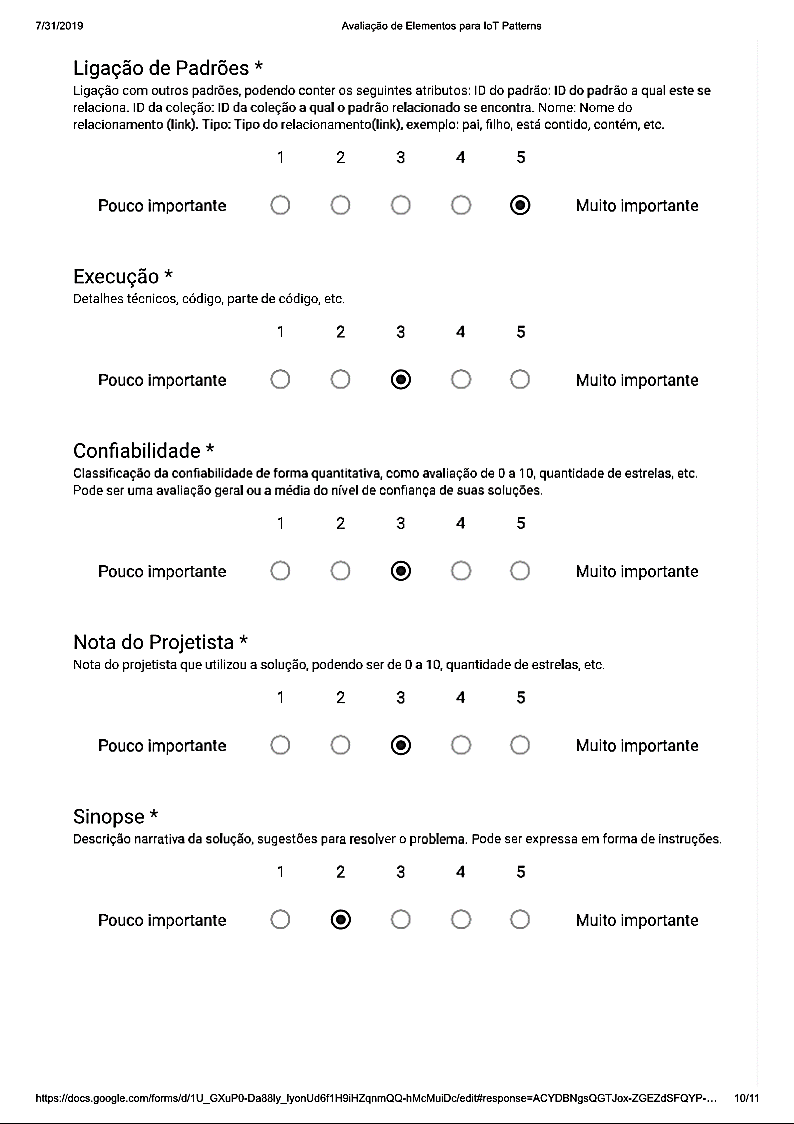 7/31/2019 Avaliação de Elementos para IoT Patterns
Ligação de Padrões *
Ligação com outros padrões, podendo conter os seguintes atributos: ID do padrão: ID do padrão a qual este se
relaciona. ID da coleção: ID da coleção a qual o padrão relacionado se encontra. Nome: Nome do
relacionamento (link). Tipo: Tipo do relacionamento(link), exemplo: pai, filho, está contido, contém, etc.
1 2 3 4 5
Pouco importante Muito importante
Execução *
Detalhes técnicos, código, parte de código, etc.
1 2 3 4 5
Pouco importante Muito importante
Confiabilidade *
Classificação da confiabilidade de forma quantitativa, como avaliação de 0 a 10, quantidade de estrelas, etc.
Pode ser uma avaliação geral ou a média do nível de confiança de suas soluções.
1 2 3 4 5
Pouco importante Muito importante
Nota do Projetista *
Nota do projetista que utilizou a solução, podendo ser de 0 a 10, quantidade de estrelas, etc.
1 2 3 4 5
Pouco importante Muito importante
Sinopse *
Descrição narrativa da solução, sugestões para resolver o problema. Pode ser expressa em forma de instruções.
1 2 3 4 5
Pouco importante Muito importante
https://docs.google.com/forms/d/1U_GXuP0-Da88ly_lyonUd6f1H9iHZqnmQQ-hMcMuiDc/edit#response=ACYDBNgsQGTJox-ZGEZdSFQYP-... 10/11